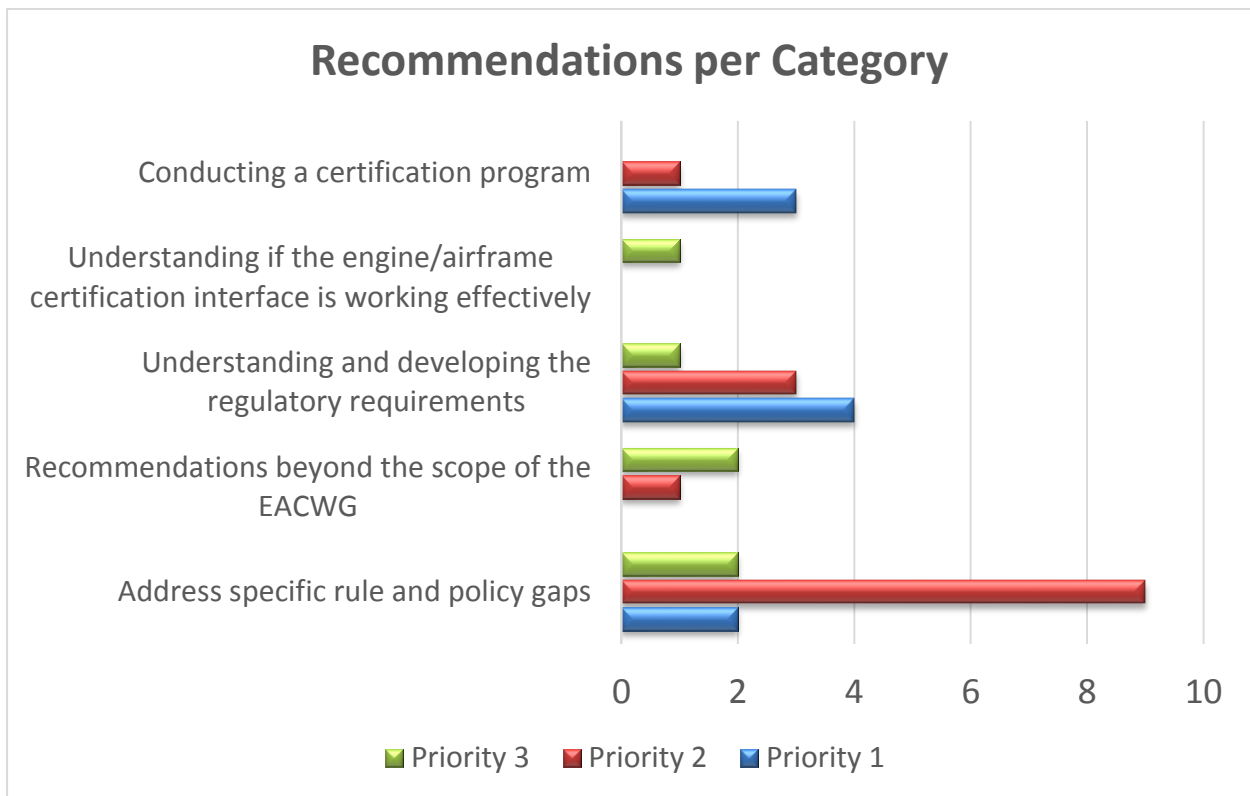 Recommendations per Category
Conducting a certification program
Understanding if the engine/airframe
certification interface is working effectively
Understanding and developing the
regulatory requirements
Recommendations beyond the scope of the
EACWG
Address specific rule and policy gaps
0 2 4 6 8 10
Priority 3 Priority 2 Priority 1